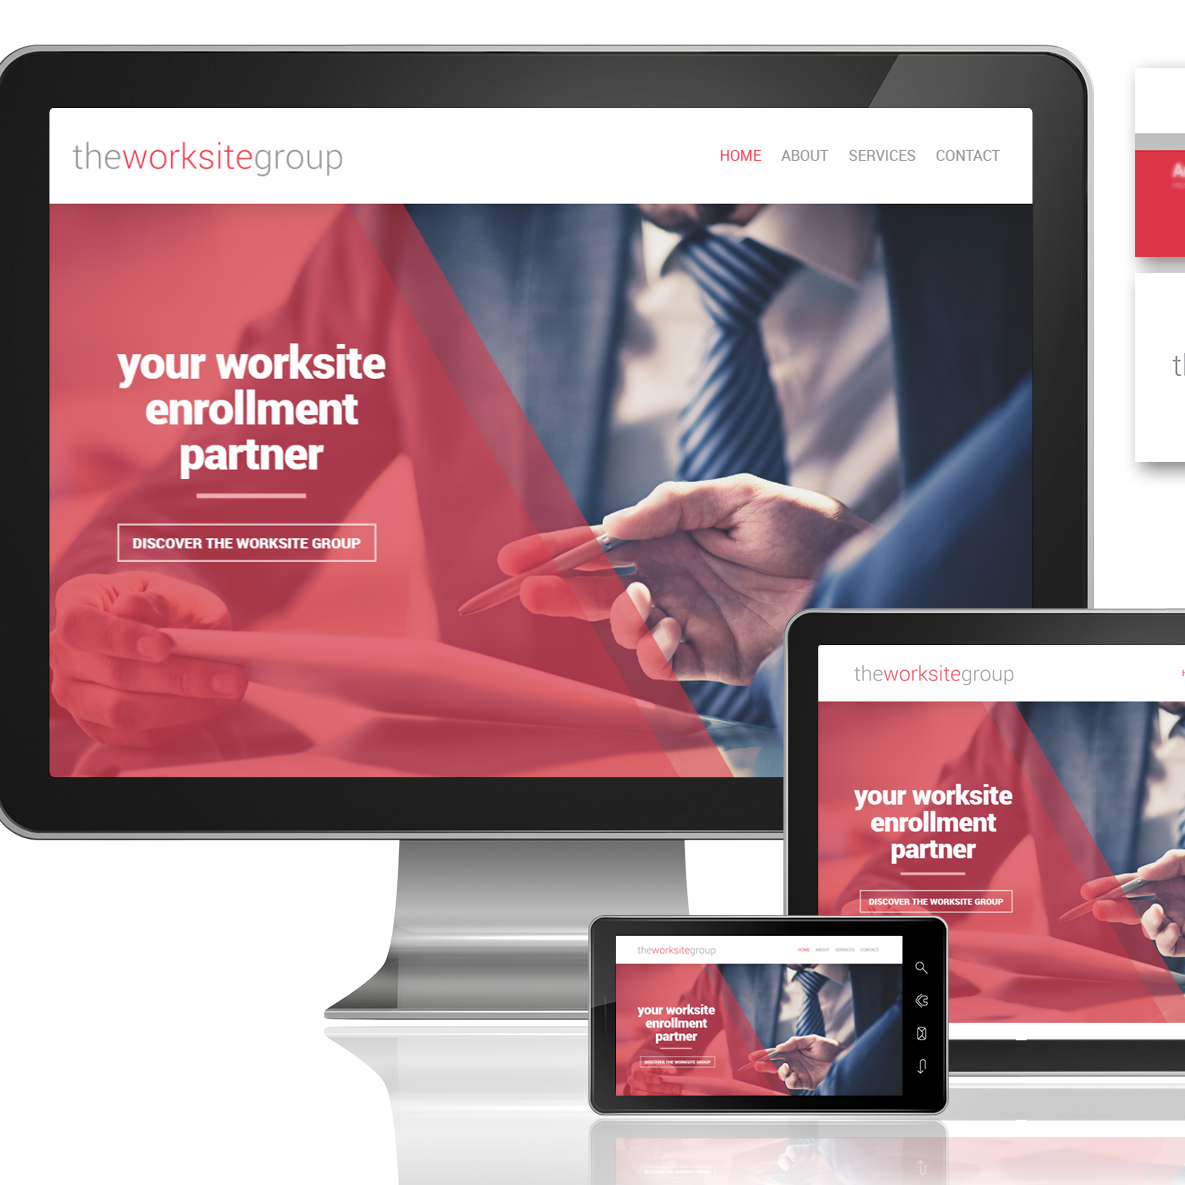 theworksitegroup
HOME ABOUT SERVICES CONTACT
your worksite
enrollment
partner
DISCOVER THE WORKSITE GROUP
theworksitegroup
your worksite
enrollment
partner
DISCOVER THE WORKSITE GROUP
theworksitegroup
HOME ABOUT SERVICES CONTACT
your worksite
enrollment
partner
DISCOVER THE WORKSITE GROUP